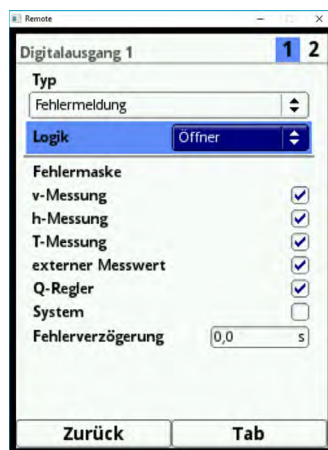 Remote
Digitalausgang 1 1 2
Typ
Fehlermeldung
Logik Öffner
Fehlermaske
v-Messung
h-Messung
T-Messung
externer Messwert
Q-Regler
System
Fehlerverzögerung 0,0 s
Zurück Tab